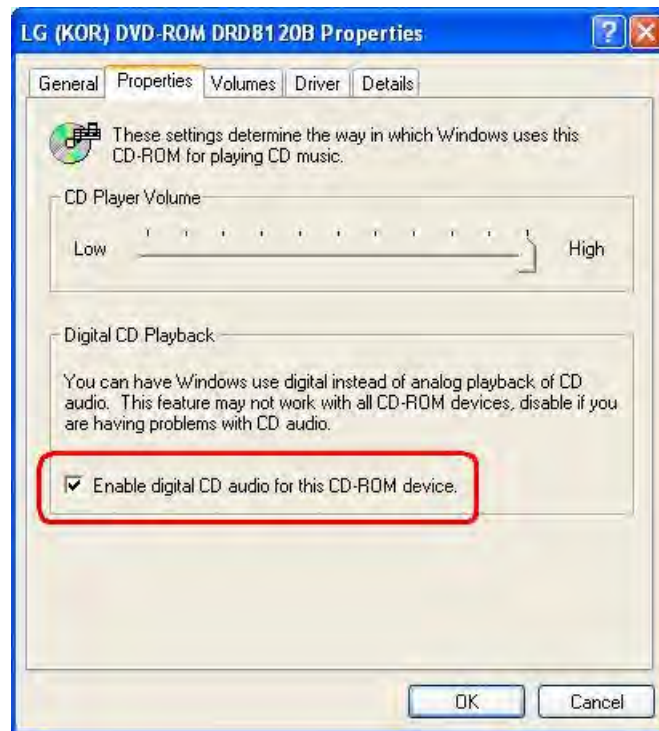 LG (KOR) DVD-ROM DRD8120B Properties
General Properties Volumes Driver Details
These settings determine the way in which Windows uses this
CD-ROM for playing CD music.
CD Player Volume
Low High
Digital CD Playback
You can have Windows use digital instead of analog playback of CD
audio. This feature may not work with all CD-ROM devices, disable if you
are having problems with CD audio.
Enable digital CD audio for this CD-ROM device.
OK Cancel